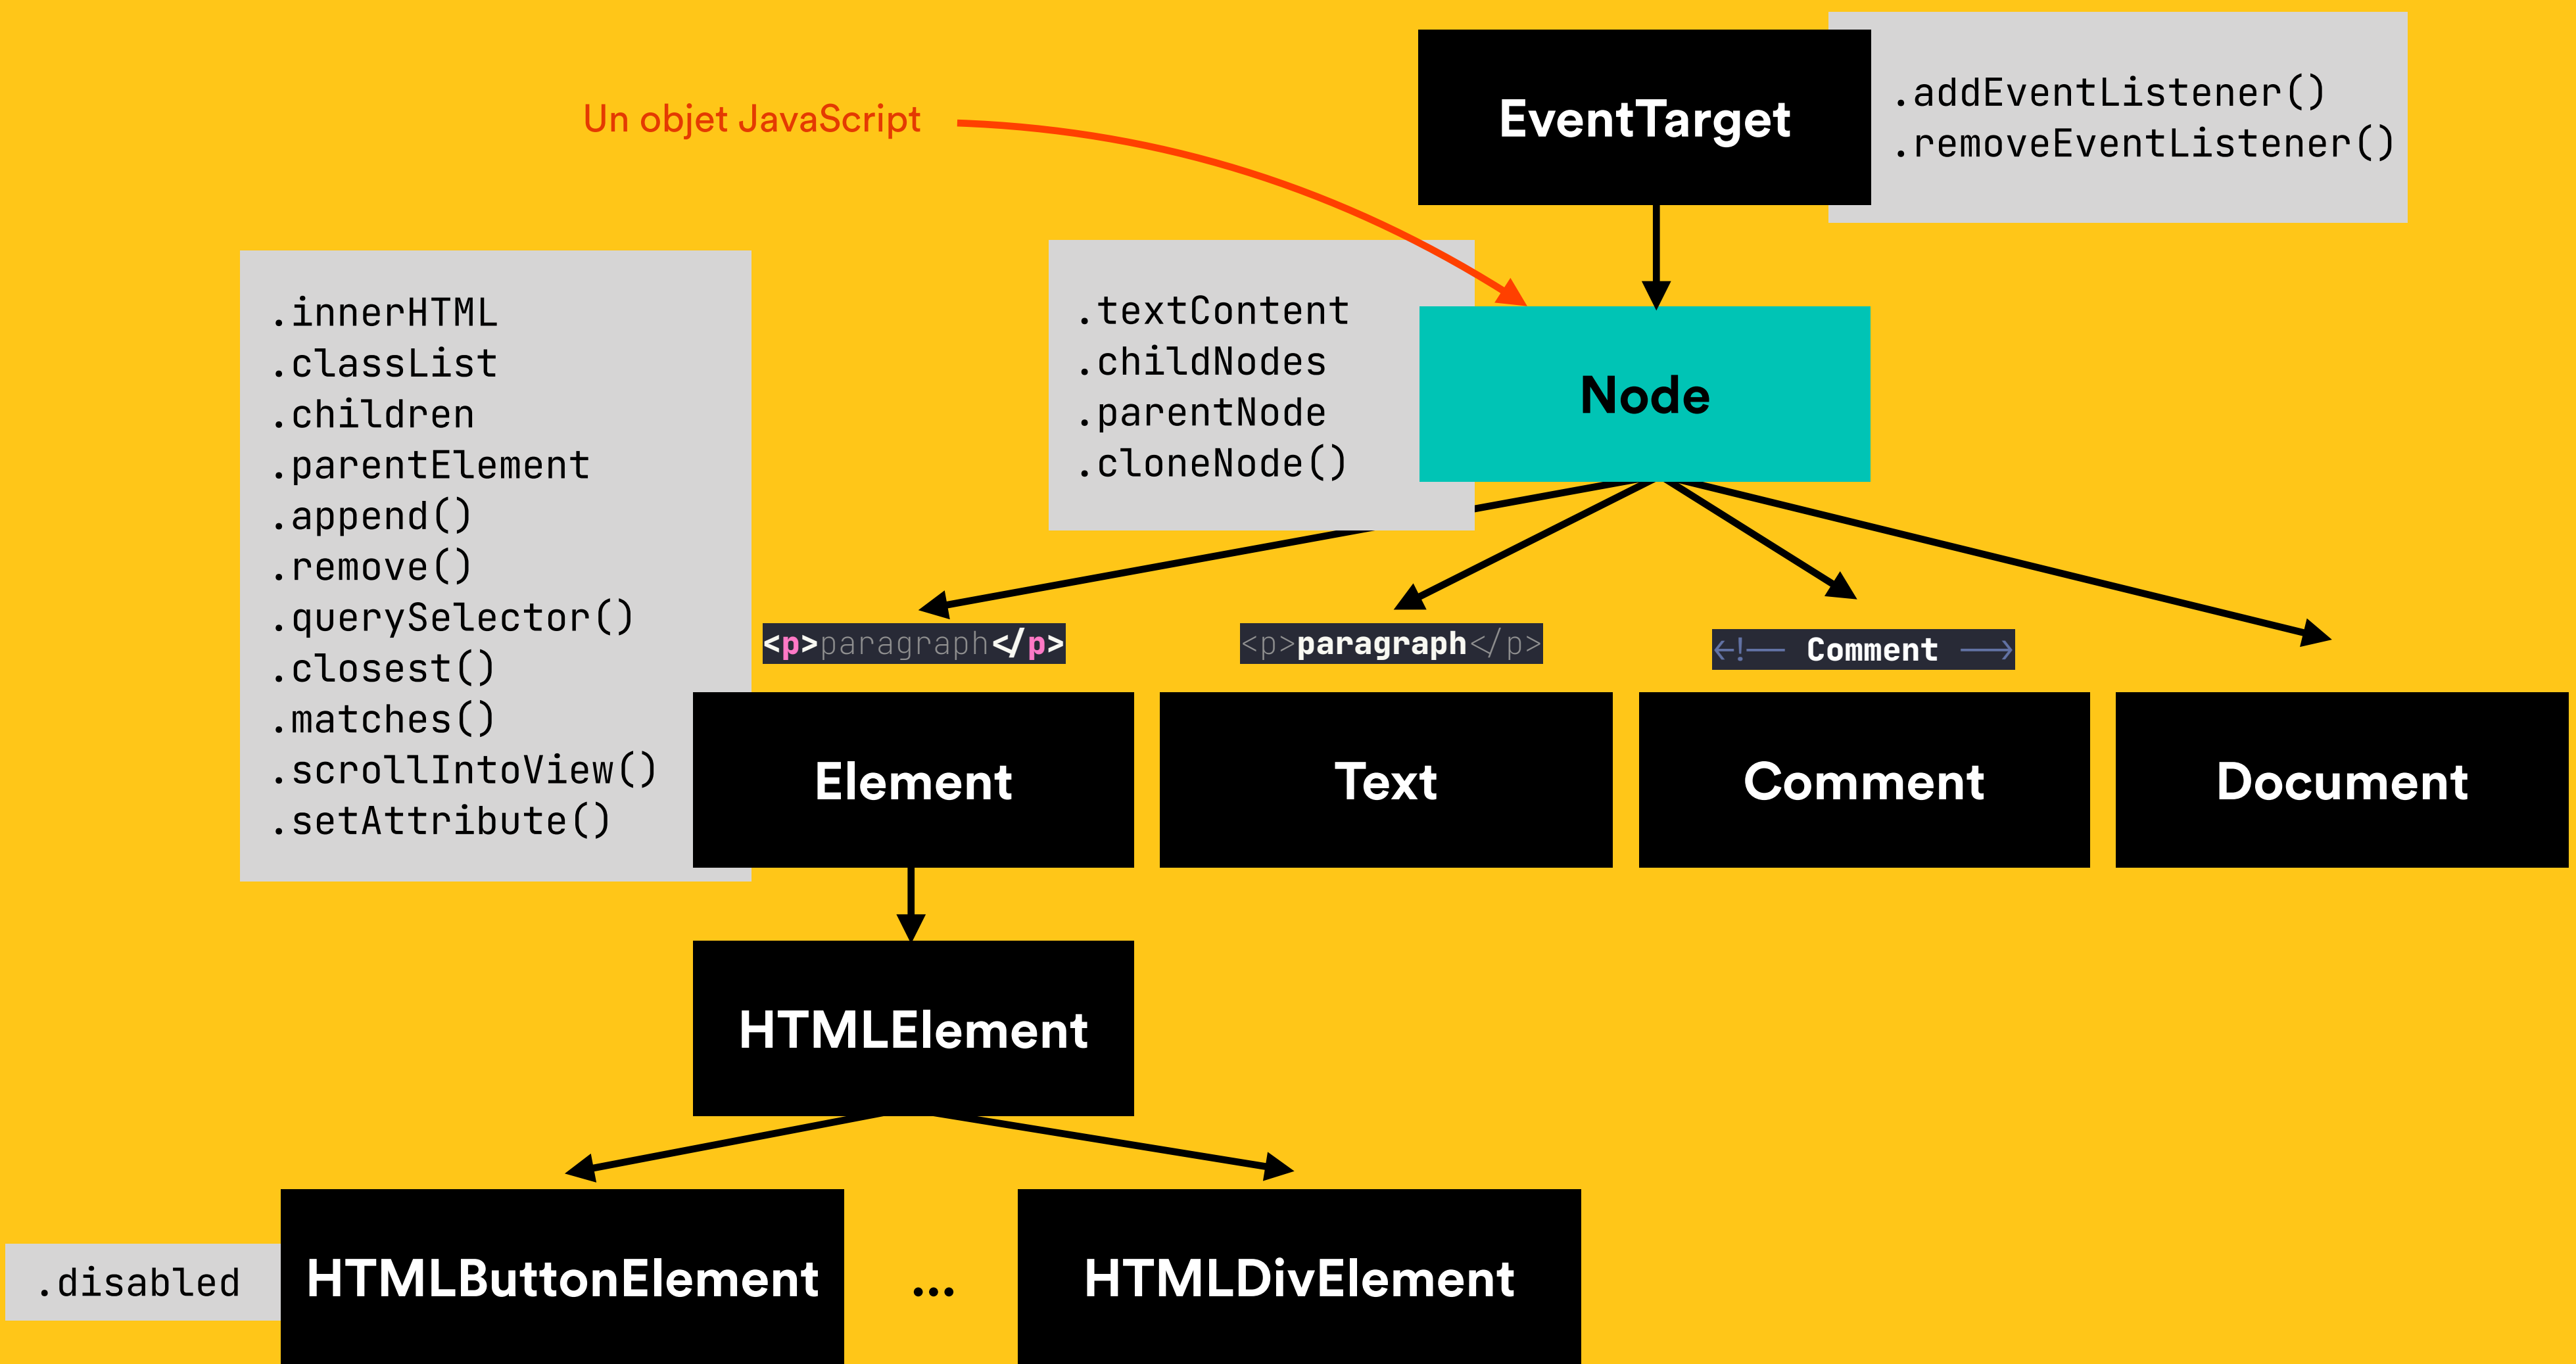 EventTarget
.addEventListener()
.removeEventListener()
Un objet JavaScript
.innerHTML
.classList
.children
.parentElement
.append()
.remove()
.querySelector()
.closest()
.matches()
.scrollIntoView()
.setAttribute()
.textContent
.childNodes
.parentNode
.cloneNode()
Node
<p>paragraph</p>
<p>paragraph</p>
<!-- Comment -->
Element
Text
Comment
Document
HTMLElement
.disabled
HTMLButtonElement
...
HTMLDivElement